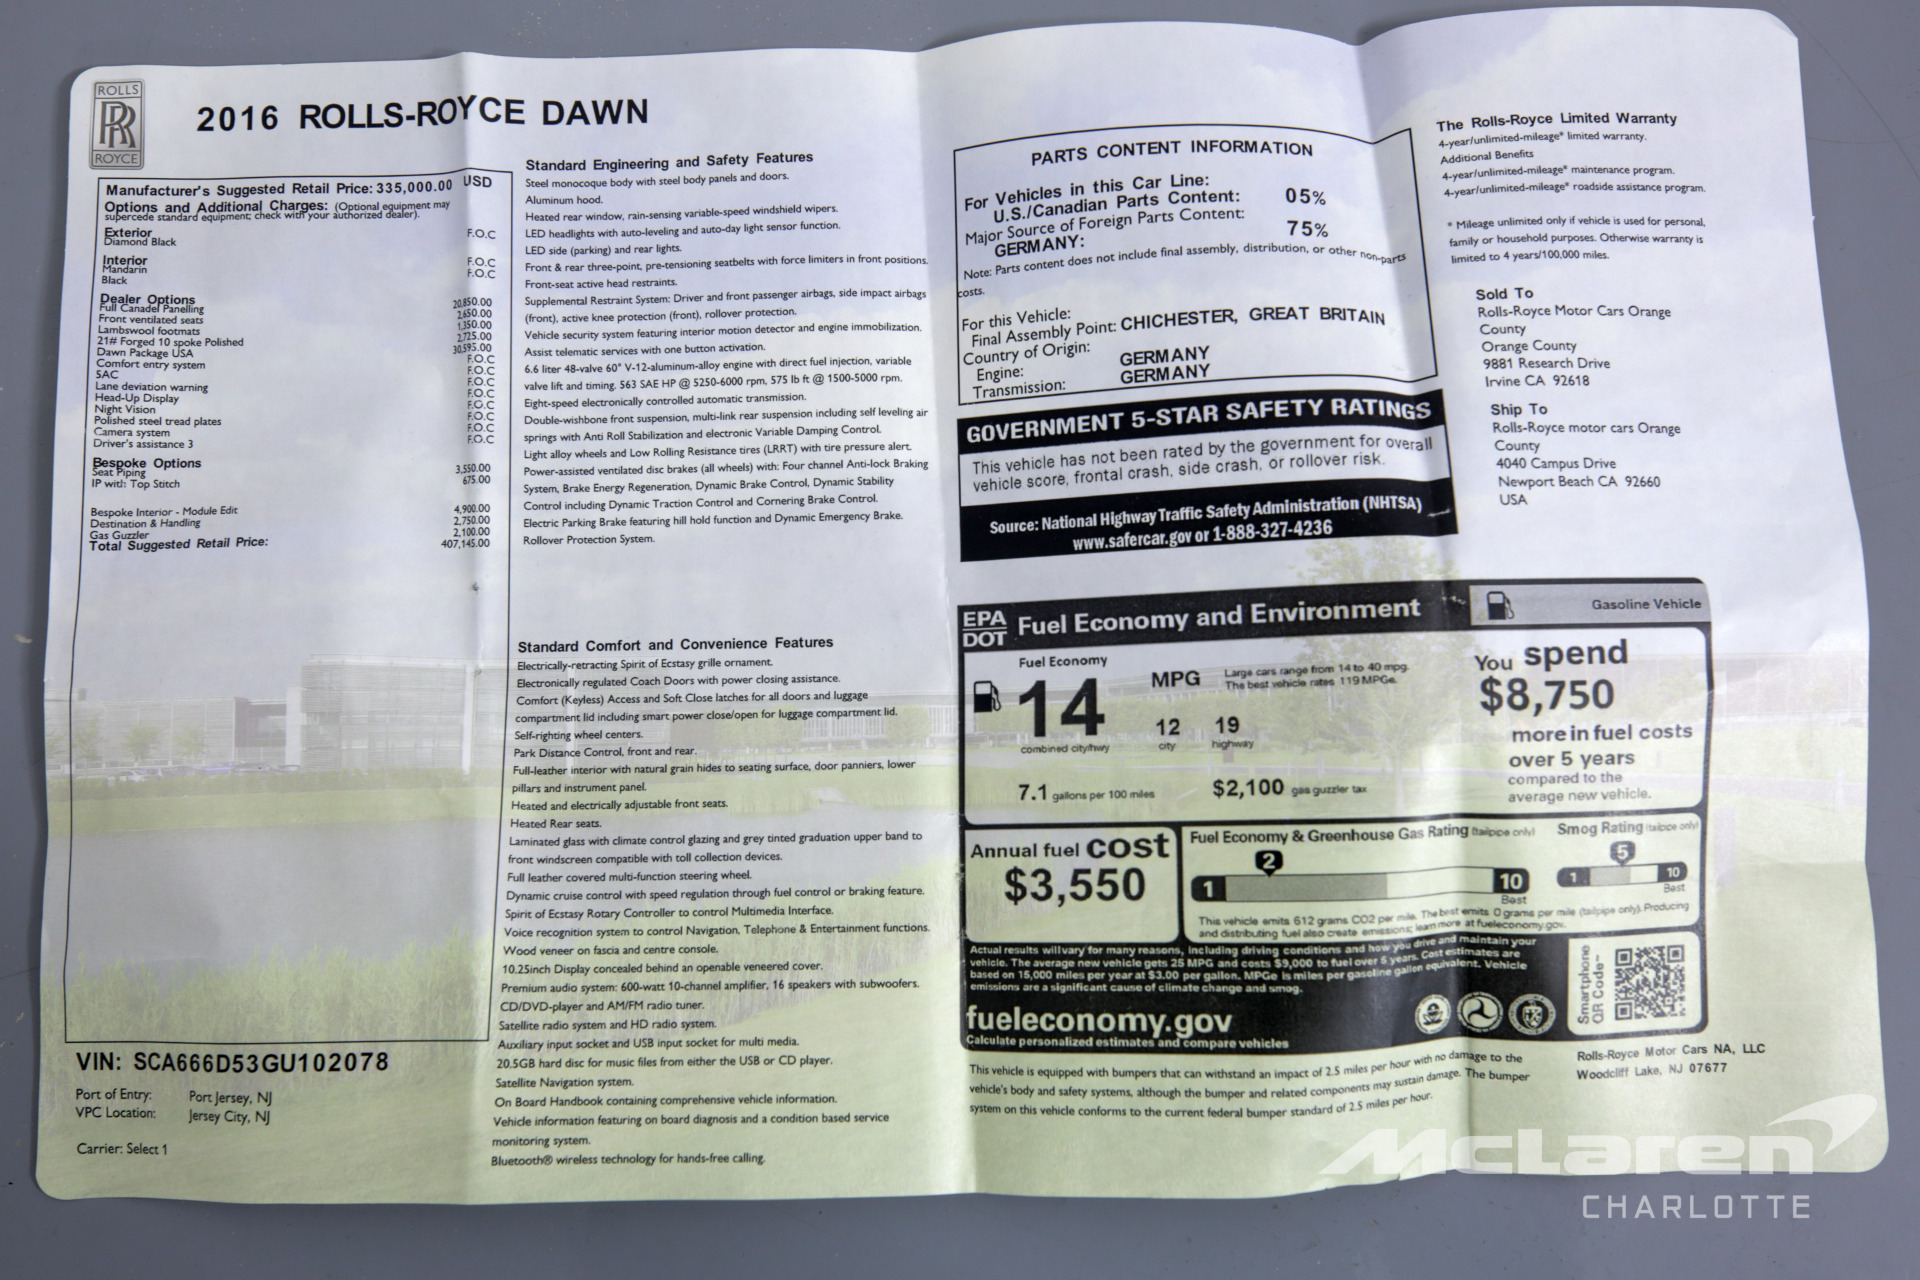 ROLLS
RR
ROYCE
2016 ROLLS-ROYCE DAWN
Manufacturer's Suggested Retail Price: 335,000.00 USD
Options and Additional Charges: (Optional equipment may
supercede standard equipment; check with your authorized dealer).
Exterior
Diamond Black F.O.C
Interior
Mandarin F.O.C
Black F.O.C
Dealer Options
Full Canadel Panelling 20,850.00
Front ventilated seats 2,650.00
Lambswool footmats 1,350.00
21# Forged 10 spoke Polished 2,725.00
Dawn Package USA 30,595.00
Comfort entry system F.O.C
SAC F.O.C
Lane deviation warning F.O.C
Head-Up Display F.O.C
Night Vision F.O.C
Polished steel tread plates F.O.C
Camera system F.O.C
Driver's assistance 3 F.O.C
Bespoke Options
Seat Piping 3,550.00
IP with Top Stitch 675.00
Bespoke Interior - Module Edit 4,900.00
Destination & Handling 2,750.00
Gas Guzzler 2,100.00
Total Suggested Retail Price: 407,145.00
VIN: SCA666D53GU102078
Port of Entry: Port Jersey, NJ
VPC Location: Jersey City, NJ
Carrier: Select 1
Standard Engineering and Safety Features
Steel monocoque body with steel body panels and doors.
Aluminum hood.
Heated rear window, rain-sensing variable-speed windshield wipers.
LED headlights with auto-leveling and auto-day light sensor function.
LED side (parking) and rear lights.
Front & rear three-point, pre-tensioning seatbelts with force limiters in front positions.
Front-seat active head restraints.
Supplemental Restraint System: Driver and front passenger airbags, side impact airbags
(front), active knee protection (front), rollover protection.
Vehicle security system featuring interior motion detector and engine immobilization.
Assist telematic services with one button activation.
6.6 liter 48-valve 60° V-12-aluminum-alloy engine with direct fuel injection, variable
valve lift and timing. 563 SAE HP @ 5250-6000 rpm, 575 lb ft @ 1500-5000 rpm.
Eight-speed electronically controlled automatic transmission.
Double-wishbone front suspension, multi-link rear suspension including self leveling air
springs with Anti Roll Stabilization and electronic Variable Damping Control.
Light alloy wheels and Low Rolling Resistance tires (LRRT) with tire pressure alert.
Power-assisted ventilated disc brakes (all wheels) with: Four channel Anti-lock Braking
System, Brake Energy Regeneration, Dynamic Brake Control, Dynamic Stability
Control including Dynamic Traction Control and Cornering Brake Control.
Electric Parking Brake featuring hill hold function and Dynamic Emergency Brake.
Rollover Protection System.
Standard Comfort and Convenience Features
Electrically-retracting Spirit of Ecstasy grille ornament.
Electronically regulated Coach Doors with power closing assistance.
Comfort (Keyless) Access and Soft Close latches for all doors and luggage
compartment lid including smart power close/open for luggage compartment lid.
Self-righting wheel centers.
Park Distance Control, front and rear.
Full-leather interior with natural grain hides to seating surface, door panniers, lower
pillars and instrument panel.
Heated and electrically adjustable front seats.
Heated Rear seats.
Laminated glass with climate control glazing and grey tinted graduation upper band to
front windscreen compatible with toll collection devices.
Full leather covered multi-function steering wheel.
Dynamic cruise control with speed regulation through fuel control or braking feature.
Spirit of Ecstasy Rotary Controller to control Multimedia Interface.
Voice recognition system to control Navigation, Telephone & Entertainment functions.
Wood veneer on fascia and centre console.
10.25inch Display concealed behind an openable veneered cover.
Premium audio system: 600-watt 10-channel amplifier, 16 speakers with subwoofers.
CD/DVD-player and AM/FM radio tuner.
Satellite radio system and HD radio system.
Auxiliary input socket and USB input socket for multi media.
20.5GB hard disc for music files from either the USB or CD player.
Satellite Navigation system.
On Board Handbook containing comprehensive vehicle information.
Vehicle information featuring on board diagnosis and a condition based service
monitoring system.
Bluetooth® wireless technology for hands-free calling.
PARTS CONTENT INFORMATION
For Vehicles in this Car Line:
U.S./Canadian Parts Content: 05%
Major Source of Foreign Parts Content:
GERMANY: 75%
Note: Parts content does not include final assembly, distribution, or other non-parts
costs.
For this Vehicle:
Final Assembly Point: CHICHESTER, GREAT BRITAIN
Country of Origin:
Engine: GERMANY
Transmission: GERMANY
GOVERNMENT 5-STAR SAFETY RATINGS
This vehicle has not been rated by the government for overall
vehicle score, frontal crash, side crash, or rollover risk.
Source: National Highway Traffic Safety Administration (NHTSA)
www.safercar.gov or 1-888-327-4236
The Rolls-Royce Limited Warranty
4-year/unlimited-mileage* limited warranty.
Additional Benefits
4-year/unlimited-mileage* maintenance program.
4-year/unlimited-mileage* roadside assistance program.
* Mileage unlimited only if vehicle is used for personal,
family or household purposes. Otherwise warranty is
limited to 4 years/100,000 miles.
Sold To
Rolls-Royce Motor Cars Orange
County
Orange County
9881 Research Drive
Irvine CA 92618
Ship To
Rolls-Royce motor cars Orange
County
4040 Campus Drive
Newport Beach CA 92660
USA
EPA
DOT
Fuel Economy and Environment
Gasoline Vehicle
Fuel Economy
14
combined city/hwy
MPG
12
city
19
highway
Large cars range from 14 to 40 mpg.
The best vehicle rates 119 MPGe.
7.1 gallons per 100 miles
$2,100 gas guzzler tax
You spend
$8,750
more in fuel costs
over 5 years
compared to the
average new vehicle.
Annual fuel cost
$3,550
Fuel Economy & Greenhouse Gas Rating (tailpipe only)
2
1 10
Best
Smog Rating (tailpipe only)
5
1 10
Best
This vehicle emits 612 grams CO2 per mile. The best emits 0 grams per mile (tailpipe only). Producing
and distributing fuel also create emissions; learn more at fueleconomy.gov.
Actual results will vary for many reasons, including driving conditions and how you drive and maintain your
vehicle. The average new vehicle gets 25 MPG and costs $9,000 to fuel over 5 years. Cost estimates are
based on 15,000 miles per year at $3.00 per gallon. MPGe is miles per gasoline gallon equivalent. Vehicle
emissions are a significant cause of climate change and smog.
fueleconomy.gov
Calculate personalized estimates and compare vehicles
Smartphone
QR Code™
This vehicle is equipped with bumpers that can withstand an impact of 2.5 miles per hour with no damage to the
vehicle's body and safety systems, although the bumper and related components may sustain damage. The bumper
system on this vehicle conforms to the current federal bumper standard of 2.5 miles per hour.
Rolls-Royce Motor Cars NA, LLC
Woodcliff Lake, NJ 07677
McLaren
CHARLOTTE